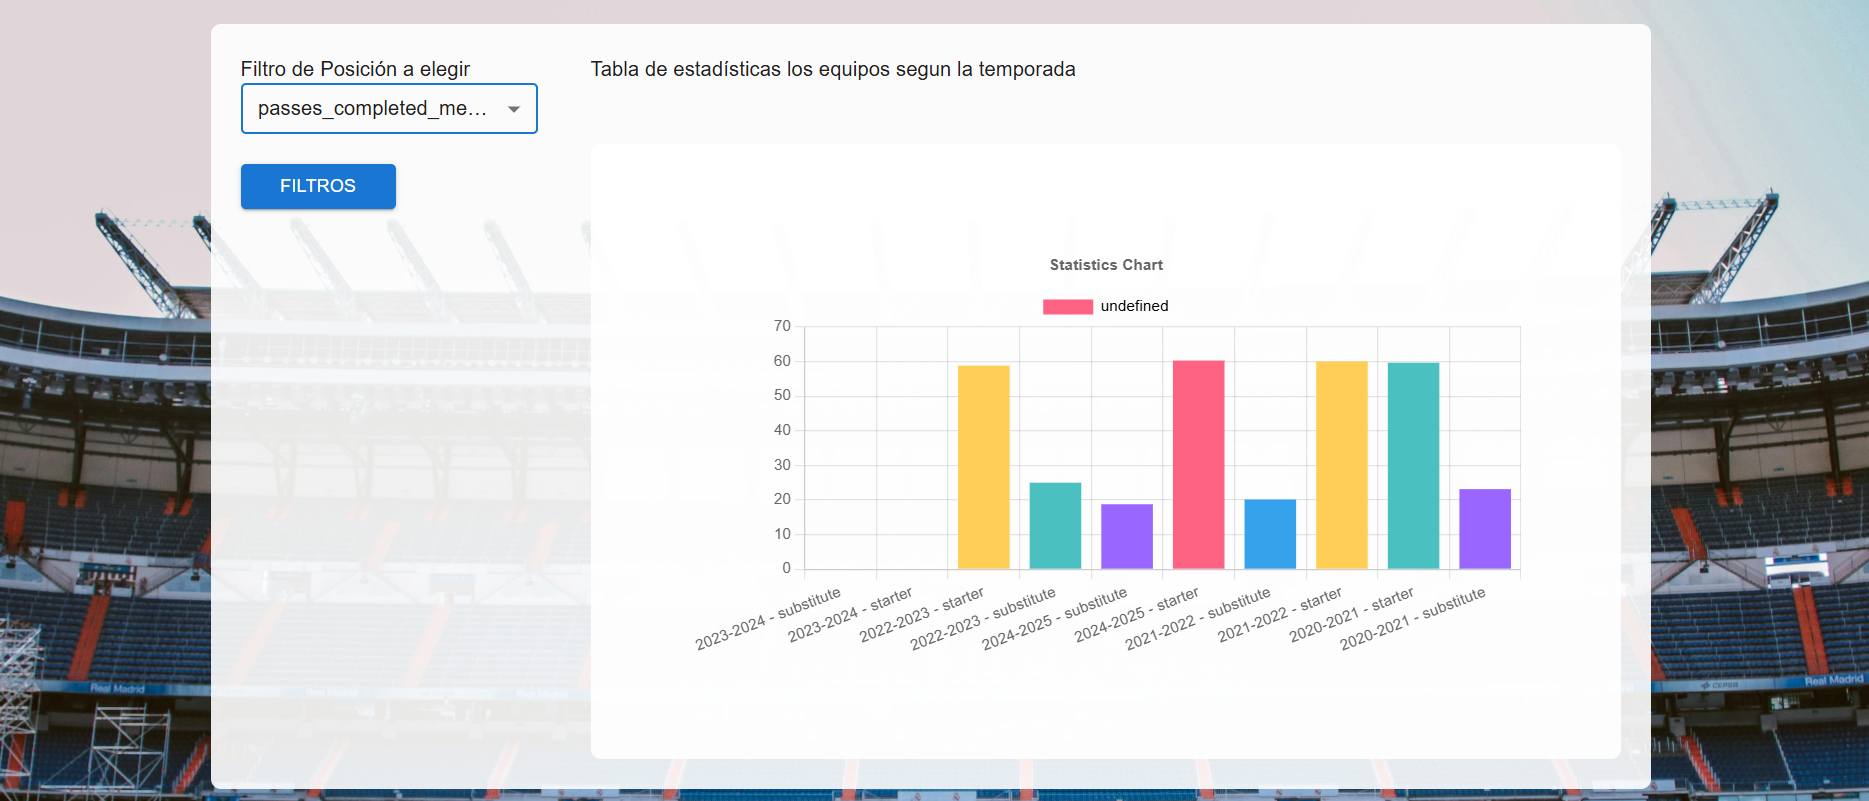 Filtro de Posición a elegir
passes_completed_me...
FILTROS
Tabla de estadísticas los equipos segun la temporada
Statistics Chart
undefined
70
60
50
40
30
20
10
0
2023-2024 - substitute
2023-2024 - starter
2022-2023 - starter
2022-2023 - substitute
2024-2025 - substitute
2024-2025 - starter
2021-2022 - substitute
2021-2022 - starter
2020-2021 - starter
2020-2021 - substitute
Real Madrid
Real Madrid
CEPSA
Real Madrid